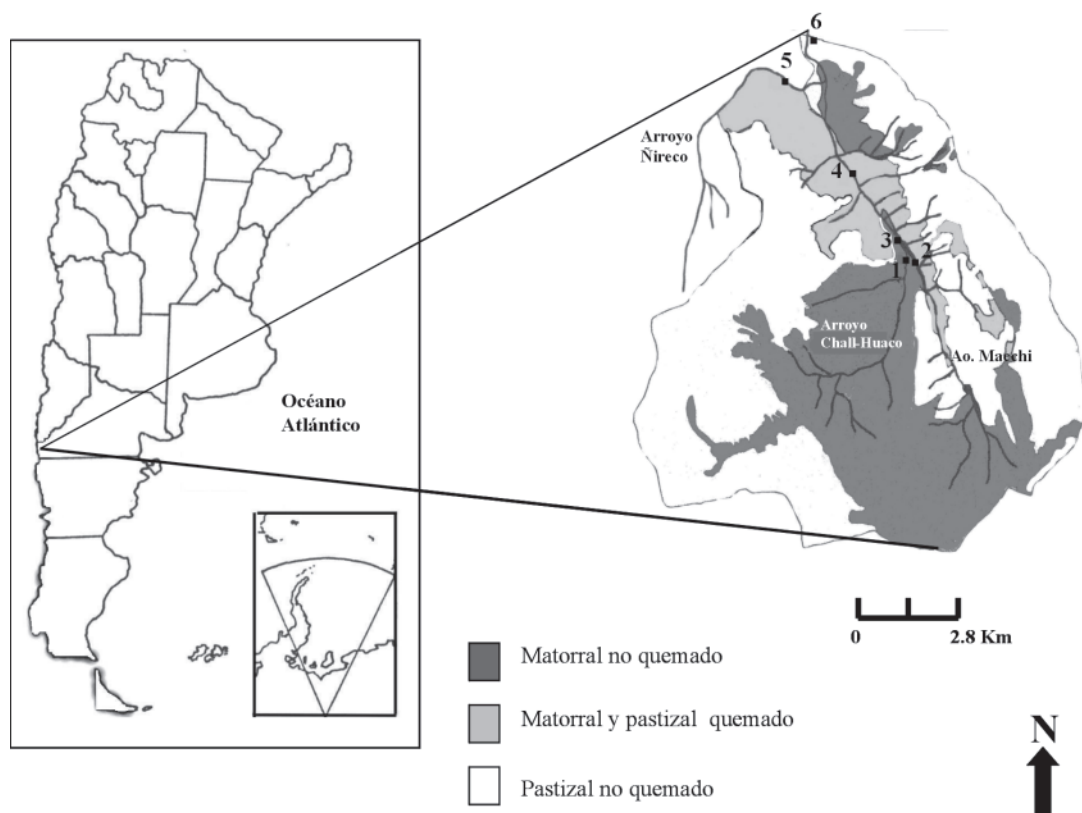 6
5
Arroyo
Ñireco
4
3
2
1
Arroyo
Chall-Huaco
Ao. Macchi
Océano
Atlántico
0
2.8 Km
Matorral no quemado
Matorral y pastizal quemado
Pastizal no quemado
N